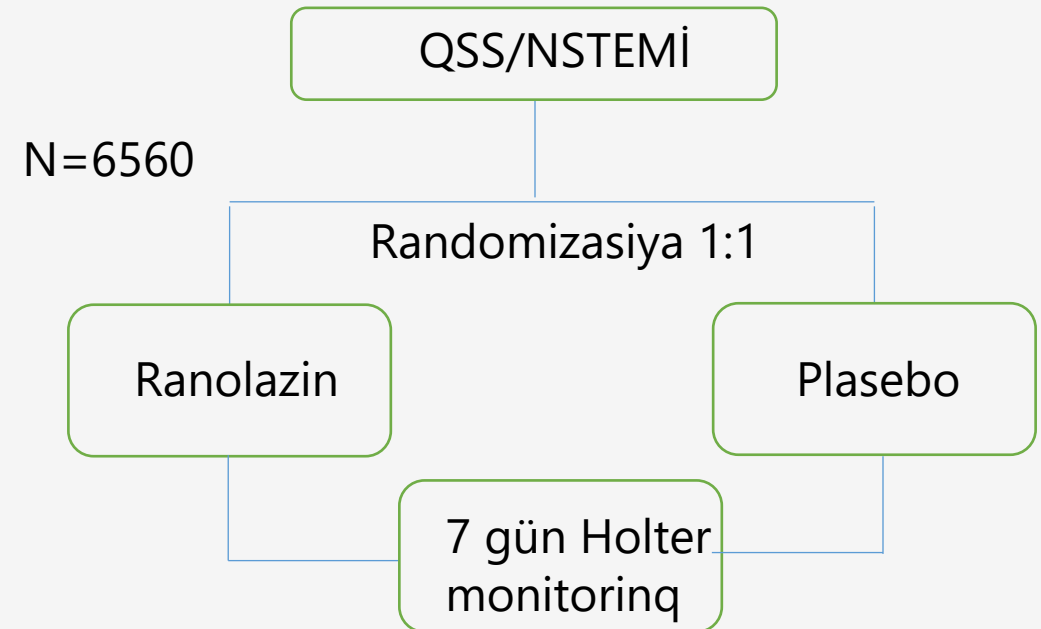 QSS/NSTEMİ
N=6560
Randomizasiya 1:1
Ranolazin
Plasebo
7 gün Holter
monitorinq